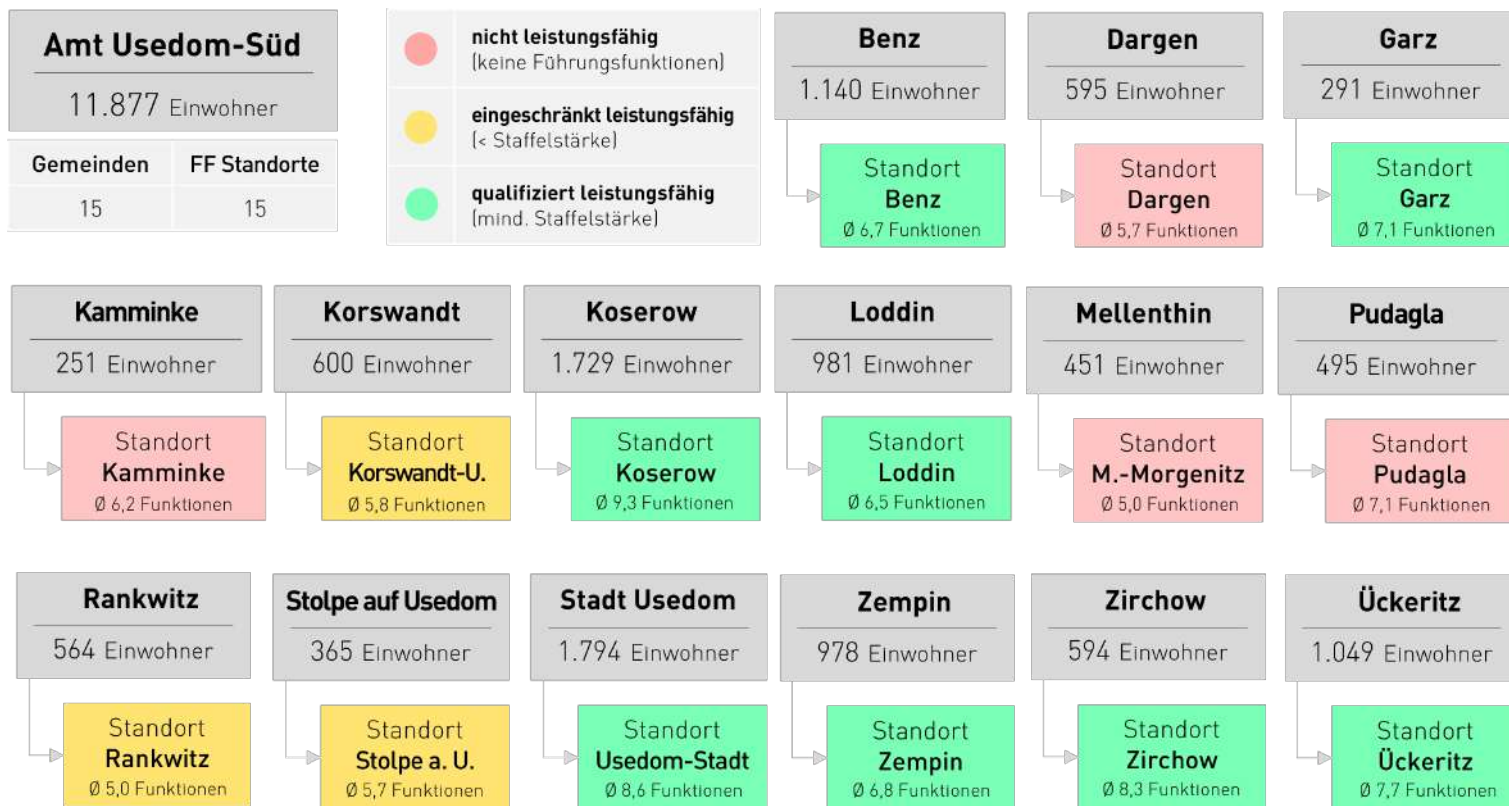 Amt Usedom-Süd
11.877 Einwohner
Gemeinden FF Standorte
15 15
nicht leistungsfähig
(keine Führungsfunktionen)
eingeschränkt leistungsfähig
(< Staffelstärke)
qualifiziert leistungsfähig
(mind. Staffelstärke)
Benz
1.140 Einwohner
Standort
Benz
Ø 6,7 Funktionen
Dargen
595 Einwohner
Standort
Dargen
Ø 5,7 Funktionen
Garz
291 Einwohner
Standort
Garz
Ø 7,1 Funktionen
Kamminke
251 Einwohner
Standort
Kamminke
Ø 6,2 Funktionen
Korswandt
600 Einwohner
Standort
Korswandt-U.
Ø 5,8 Funktionen
Koserow
1.729 Einwohner
Standort
Koserow
Ø 9,3 Funktionen
Loddin
981 Einwohner
Standort
Loddin
Ø 6,5 Funktionen
Mellenthin
451 Einwohner
Standort
M.-Morgenitz
Ø 5,0 Funktionen
Pudagla
495 Einwohner
Standort
Pudagla
Ø 7,1 Funktionen
Rankwitz
564 Einwohner
Standort
Rankwitz
Ø 5,0 Funktionen
Stolpe auf Usedom
365 Einwohner
Standort
Stolpe a. U.
Ø 5,7 Funktionen
Stadt Usedom
1.794 Einwohner
Standort
Usedom-Stadt
Ø 8,6 Funktionen
Zempin
978 Einwohner
Standort
Zempin
Ø 6,8 Funktionen
Zirchow
594 Einwohner
Standort
Zirchow
Ø 8,3 Funktionen
Ückeritz
1.049 Einwohner
Standort
Ückeritz
Ø 7,7 Funktionen